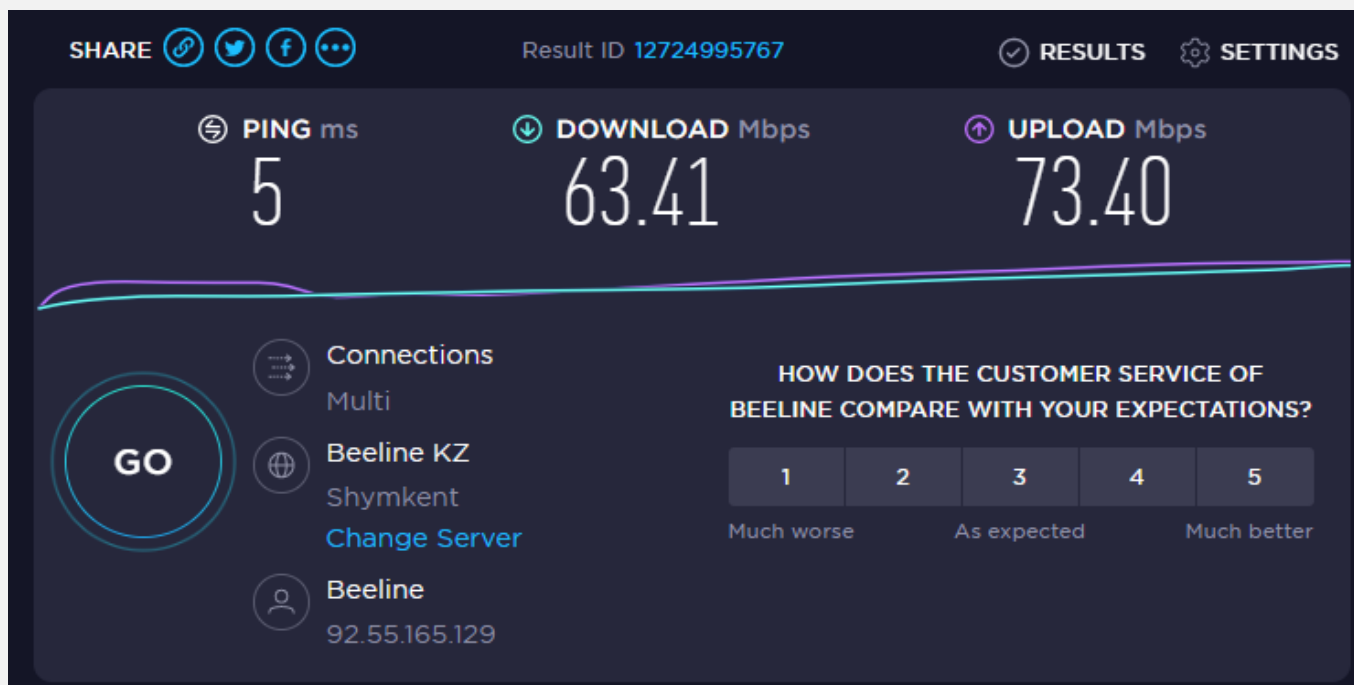 SHARE Result ID 12724995767 RESULTS SETTINGS
PING ms DOWNLOAD Mbps UPLOAD Mbps
5 63.41 73.40
Connections
Multi
Beeline KZ
Shymkent
Change Server
Beeline
92.55.165.129
GO
HOW DOES THE CUSTOMER SERVICE OF
BEELINE COMPARE WITH YOUR EXPECTATIONS?
1 2 3 4 5
Much worse As expected Much better